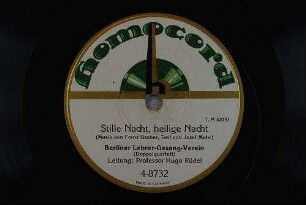 Homocord
Stille Nacht, heilige Nacht
(Musik von Franz Gruber, Text von Josef Mohr)
Berliner Lehrer-Gesang-Verein
(Doppelquartett)
Leitung: Professor Hugo Rüdel
4-8732
MADE IN GERMANY